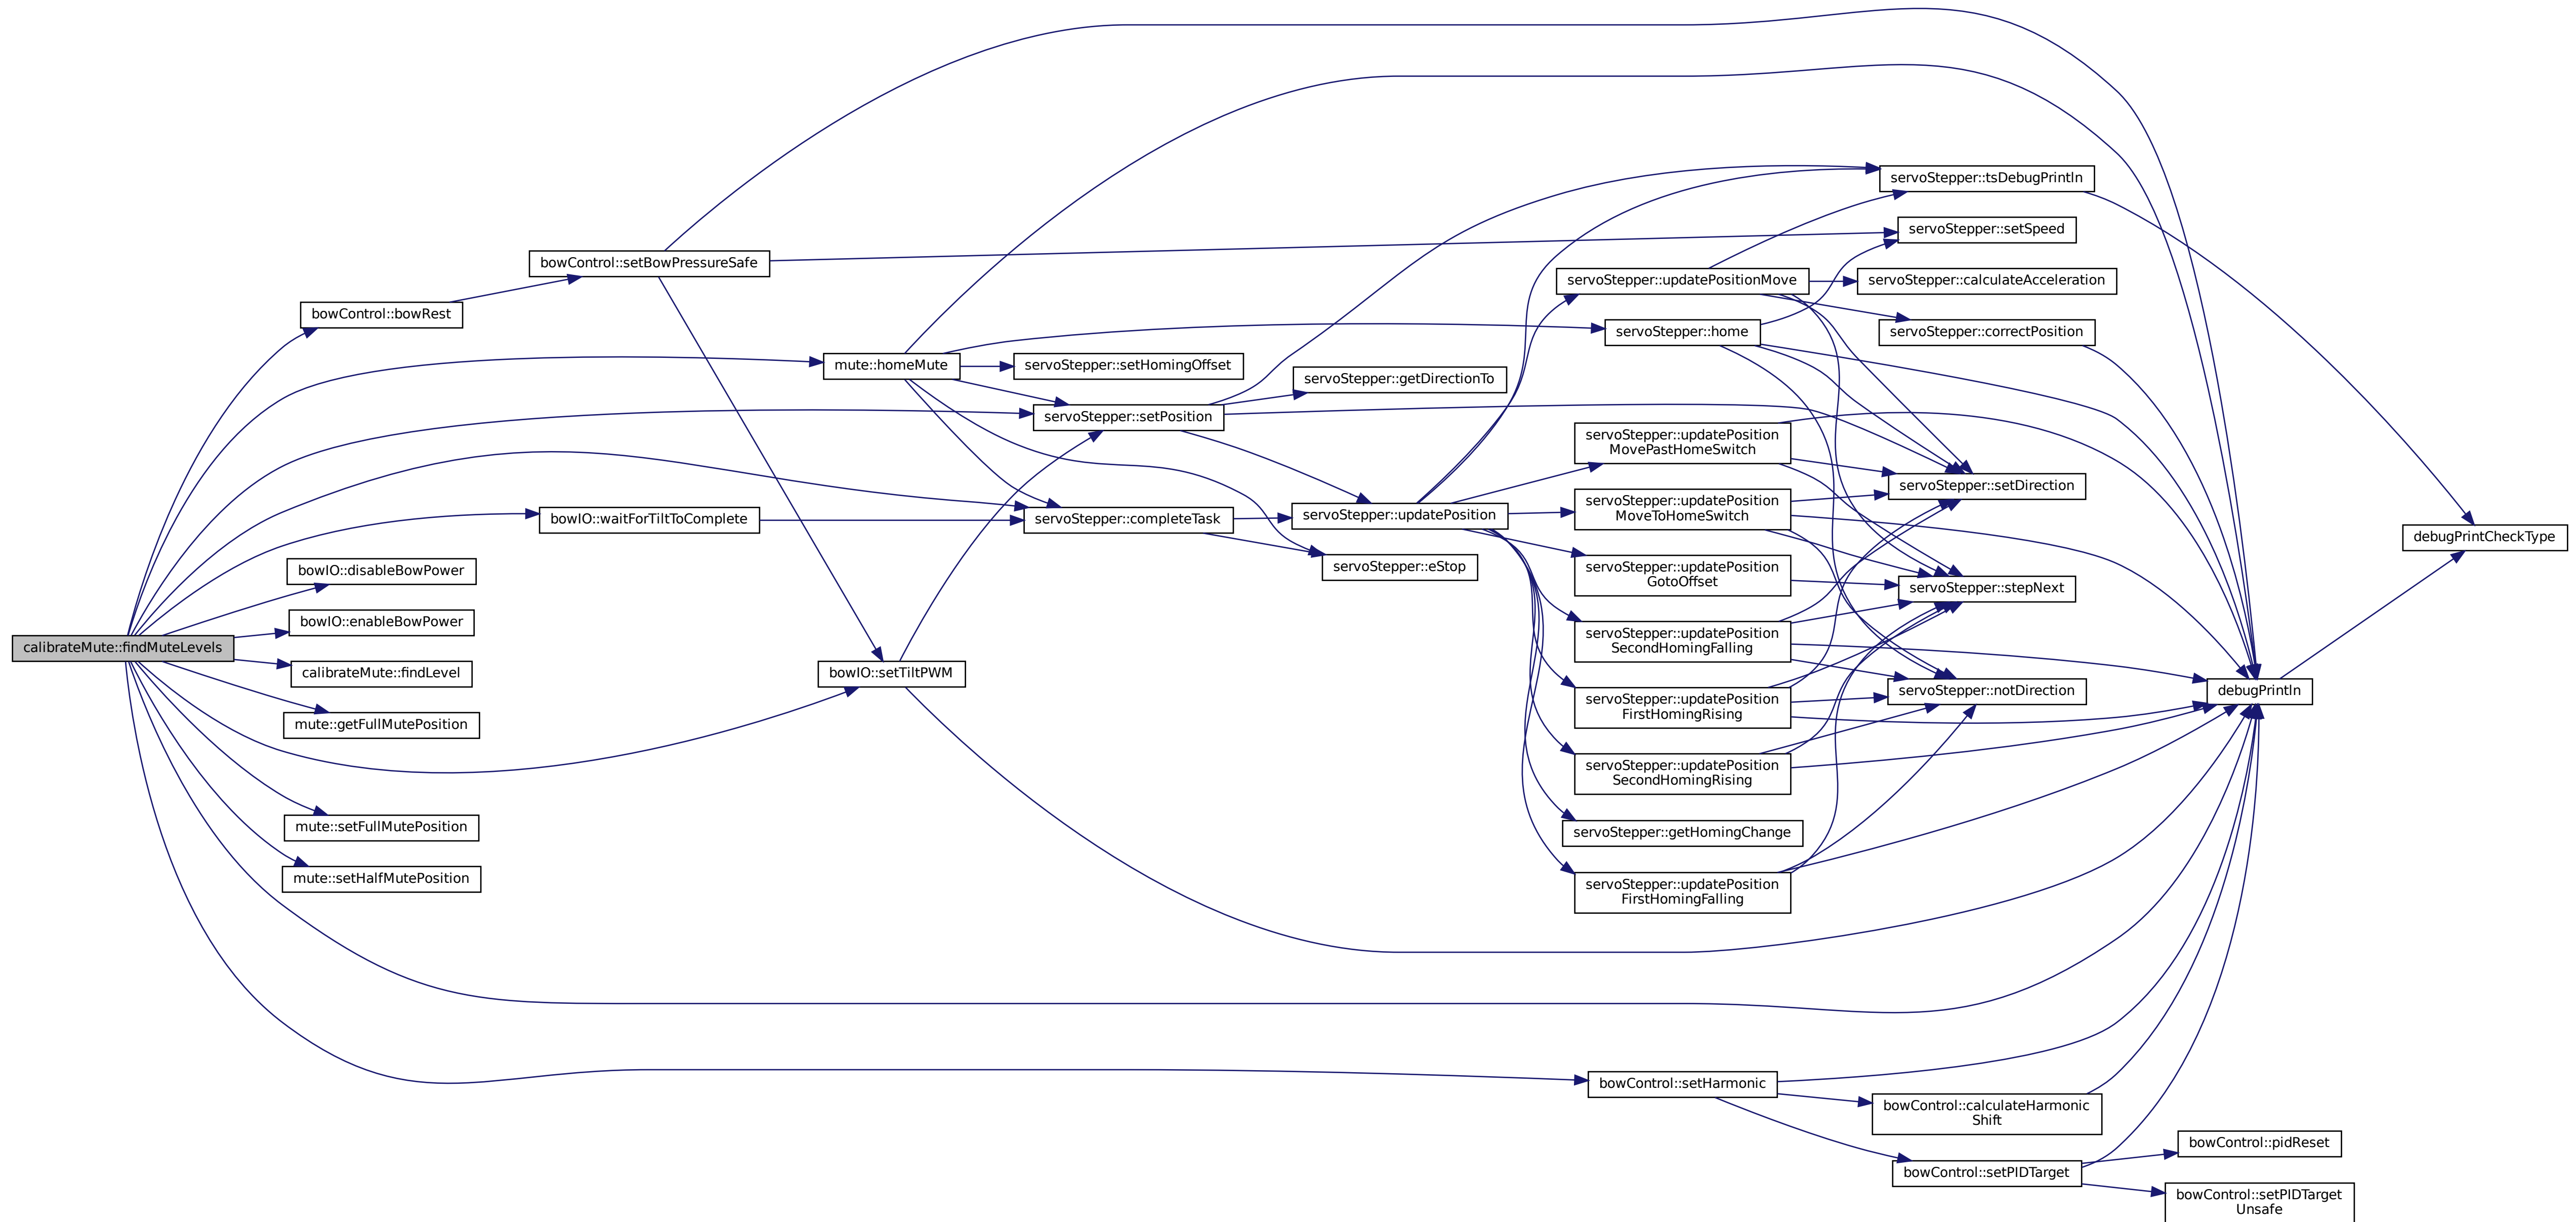 servoStepper::tsDebugPrintln
servoStepper::setSpeed
bowControl::setBowPressureSafe
servoStepper::updatePositionMove
servoStepper::calculateAcceleration
bowControl::bowRest
servoStepper::home
servoStepper::correctPosition
mute::homeMute
servoStepper::setHomingOffset
servoStepper::getDirectionTo
servoStepper::setPosition
servoStepper::updatePosition
MovePastHomeSwitch
servoStepper::setDirection
bowIO::waitForTiltToComplete
servoStepper::completeTask
servoStepper::updatePosition
servoStepper::updatePosition
MoveToHomeSwitch
debugPrintCheckType
bowIO::disableBowPower
servoStepper::eStop
servoStepper::updatePosition
GotoOffset
servoStepper::stepNext
bowIO::enableBowPower
calibrateMute::findMuteLevels
servoStepper::updatePosition
SecondHomingFalling
calibrateMute::findLevel
bowIO::setTiltPWM
servoStepper::notDirection
debugPrintln
servoStepper::updatePosition
FirstHomingRising
mute::getFullMutePosition
servoStepper::updatePosition
SecondHomingRising
mute::setFullMutePosition
servoStepper::getHomingChange
mute::setHalfMutePosition
servoStepper::updatePosition
FirstHomingFalling
bowControl::setHarmonic
bowControl::calculateHarmonic
Shift
bowControl::pidReset
bowControl::setPIDTarget
bowControl::setPIDTarget
Unsafe